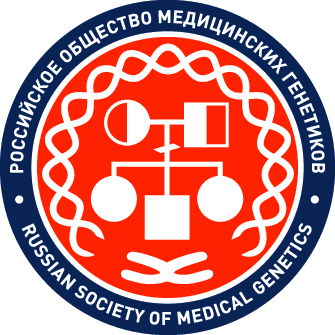 РОССИЙСКОЕ ОБЩЕСТВО МЕДИЦИНСКИХ ГЕНЕТИКОВ
RUSSIAN SOCIETY OF MEDICAL GENETICS